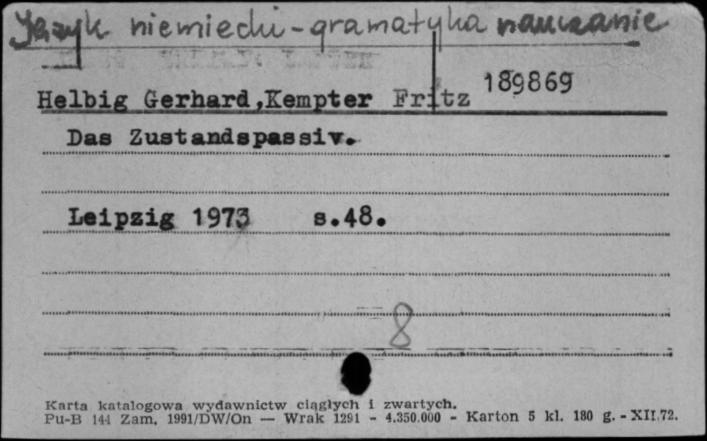 Język niemiecki - gramatyka nauczanie
189869
Helbig Gerhard,Kempter Fritz
Das Zustandspassiv.
Leipzig 1973 s.48.
8
Karta katalogowa wydawnictw ciągłych i zwartych.
Pu-B 144 Zam. 1991/DW/On — Wrak 1291 - 4.350.000 - Karton 5 kl. 180 g. - XII.72.